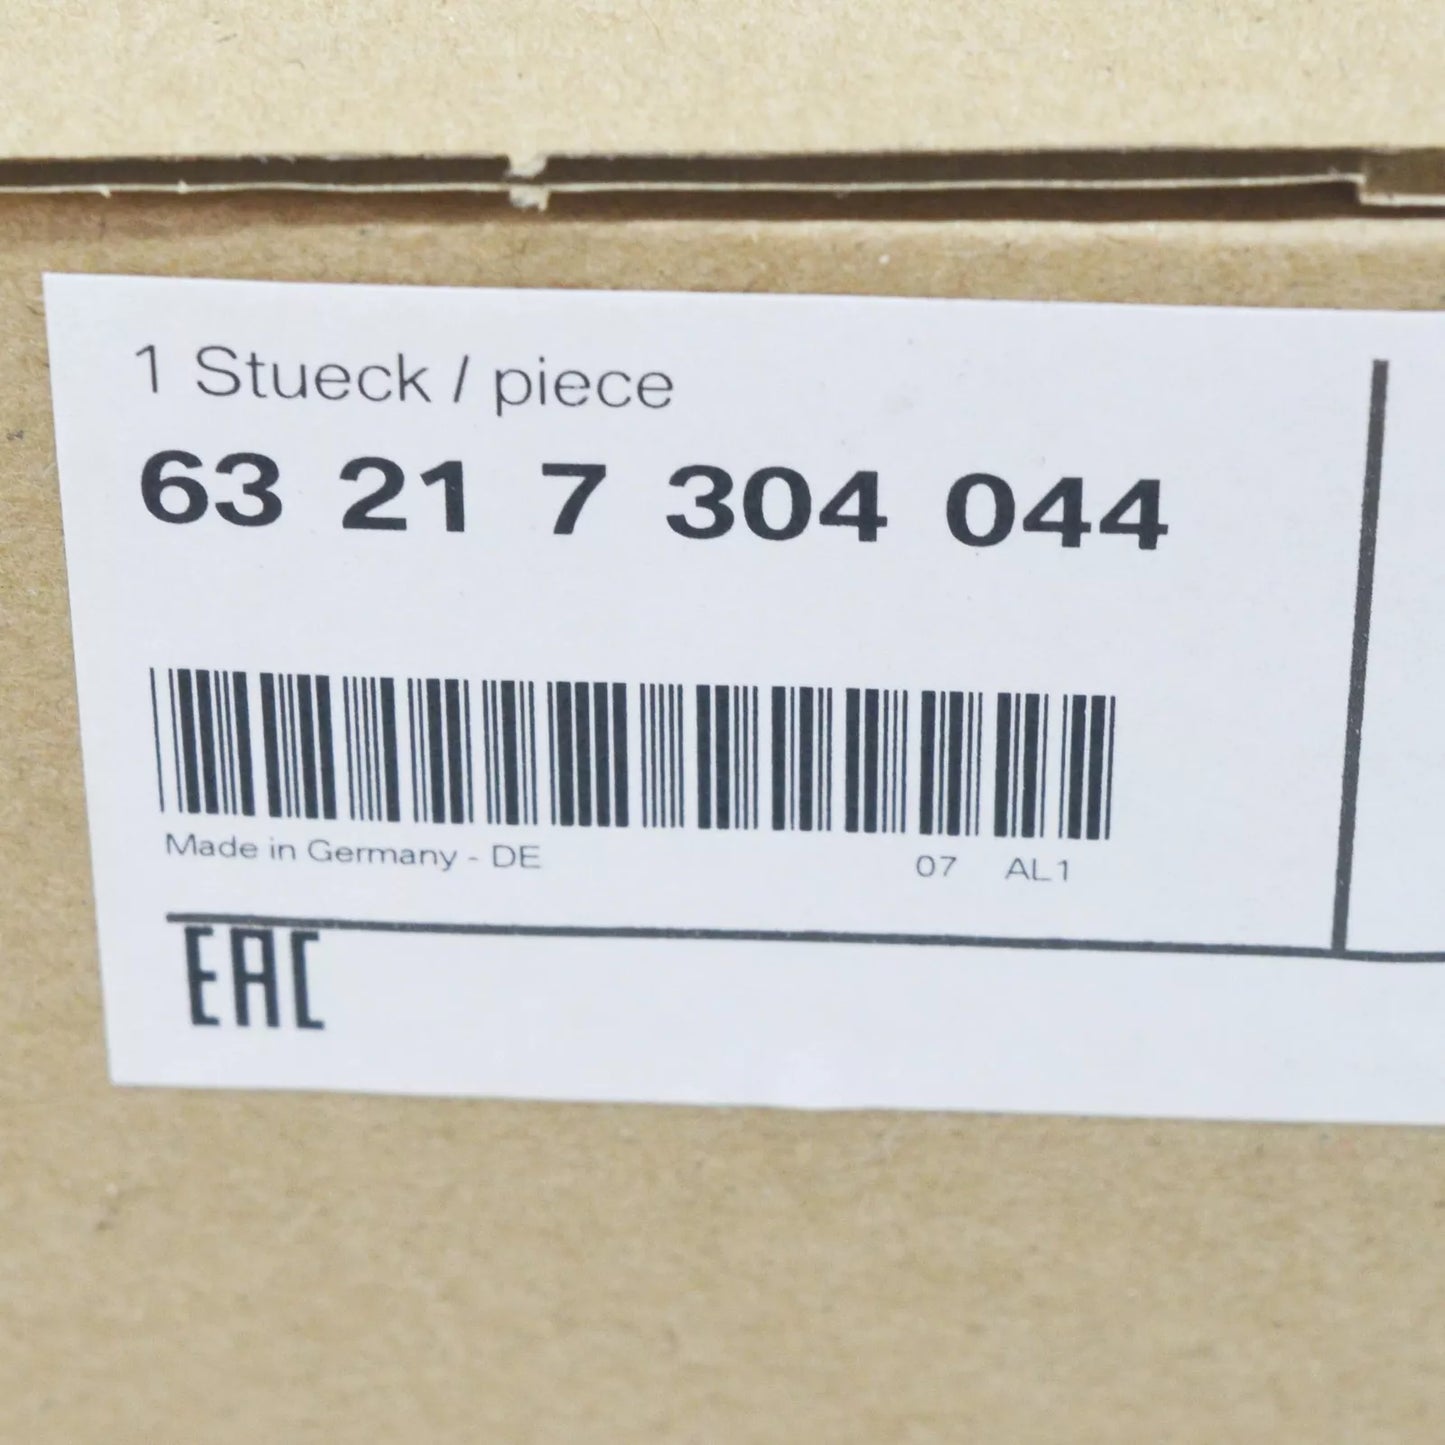 1 Stueck / piece
63 21 7 304 044
Made in Germany - DE 07 AL1
EAC